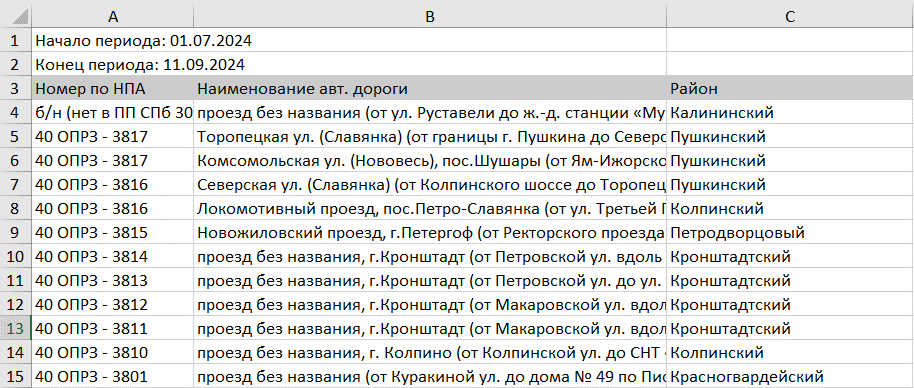 A B C
1 Начало периода: 01.07.2024
2 Конец периода: 11.09.2024
3 Номер по НПА Наименование авт. дороги Район
4 б/н (нет в ПП СПб 30 проезд без названия (от ул. Руставели до ж.-д. станции «Му Калининский
5 40 ОПРЗ - 3817 Торопецкая ул. (Славянка) (от границы г. Пушкина до Северс Пушкинский
6 40 ОПРЗ - 3817 Комсомольская ул. (Нововесь), пос.Шушары (от Ям-Ижорско Пушкинский
7 40 ОПРЗ - 3816 Северская ул. (Славянка) (от Колпинского шоссе до Торопец Пушкинский
8 40 ОПРЗ - 3816 Локомотивный проезд, пос.Петро-Славянка (от ул. Третьей П Колпинский
9 40 ОПРЗ - 3815 Новожиловский проезд, г.Петергоф (от Ректорского проезда Петродворцовый
10 40 ОПРЗ - 3814 проезд без названия, г.Кронштадт (от Петровской ул. вдоль Кронштадтский
11 40 ОПРЗ - 3813 проезд без названия, г.Кронштадт (от Петровской ул. до ул. Кронштадтский
12 40 ОПРЗ - 3812 проезд без названия, г.Кронштадт (от Макаровской ул. вдол Кронштадтский
13 40 ОПРЗ - 3811 проезд без названия, г.Кронштадт (от Макаровской ул. вдол Кронштадтский
14 40 ОПРЗ - 3810 проезд без названия, г. Колпино (от Колпинской ул. до СНТ « Колпинский
15 40 ОПРЗ - 3801 проезд без названия (от Куракиной ул. до дома № 49 по Пис Красногвардейский